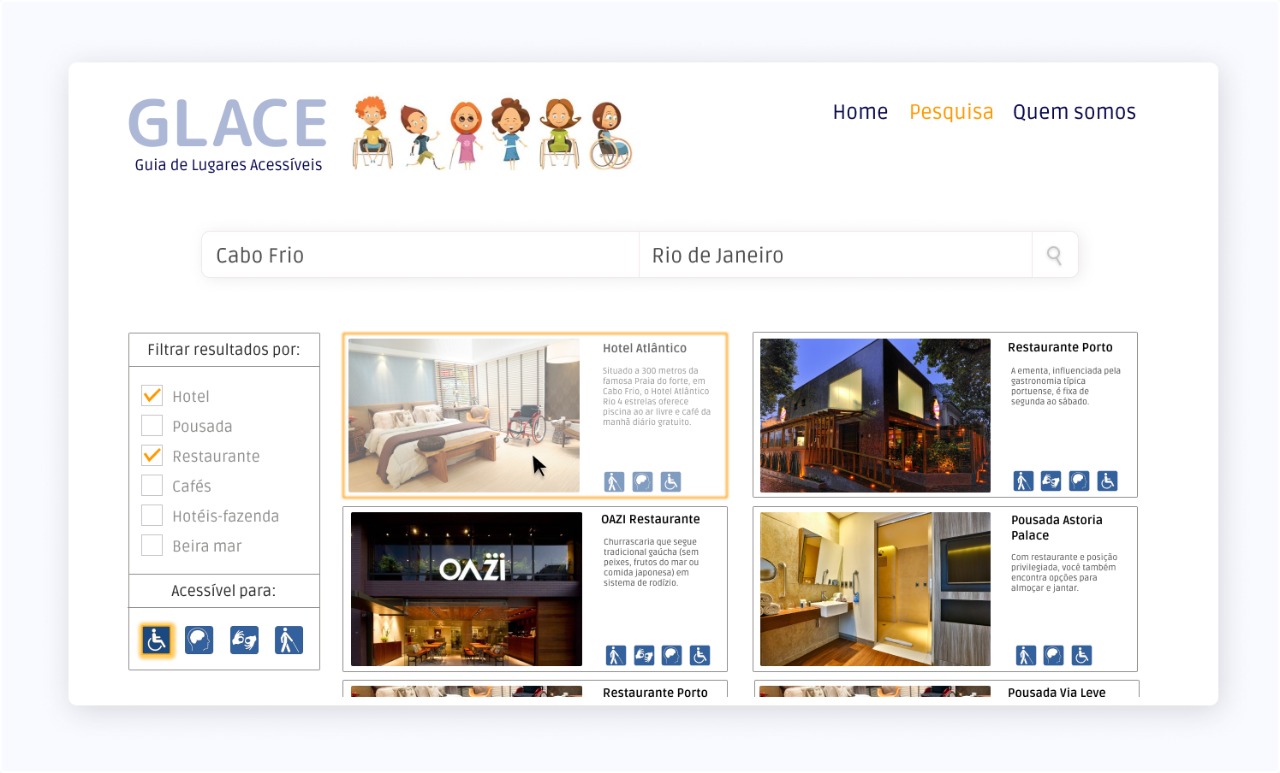 GLACE
Guia de Lugares Acessíveis
Home Pesquisa Quem somos
Cabo Frio
Rio de Janeiro
Filtrar resultados por:
Hotel
Pousada
Restaurante
Cafés
Hotéis-fazenda
Beira mar
Acessível para:
Hotel Atlântico
Situado a 300 metros da
famosa Praia do forte, em
Cabo Frio, o Hotel Atlântico
Rio 4 estrelas oferece
piscina ao ar livre e café da
manhã diário gratuito.
Restaurante Porto
A ementa, influenciada pela
gastronomia típica
portuense, é fixa de
segunda ao sábado.
OAZI
OAZI Restaurante
Churrascaria que segue
tradicional gaúcha (sem
peixes, frutos do mar ou
comida japonesa) em
sistema de rodízio.
Pousada Astoria
Palace
Com restaurante e posição
privilegiada, você também
encontra opções para
almoçar e jantar.
Restaurante Porto
Pousada Via Leve